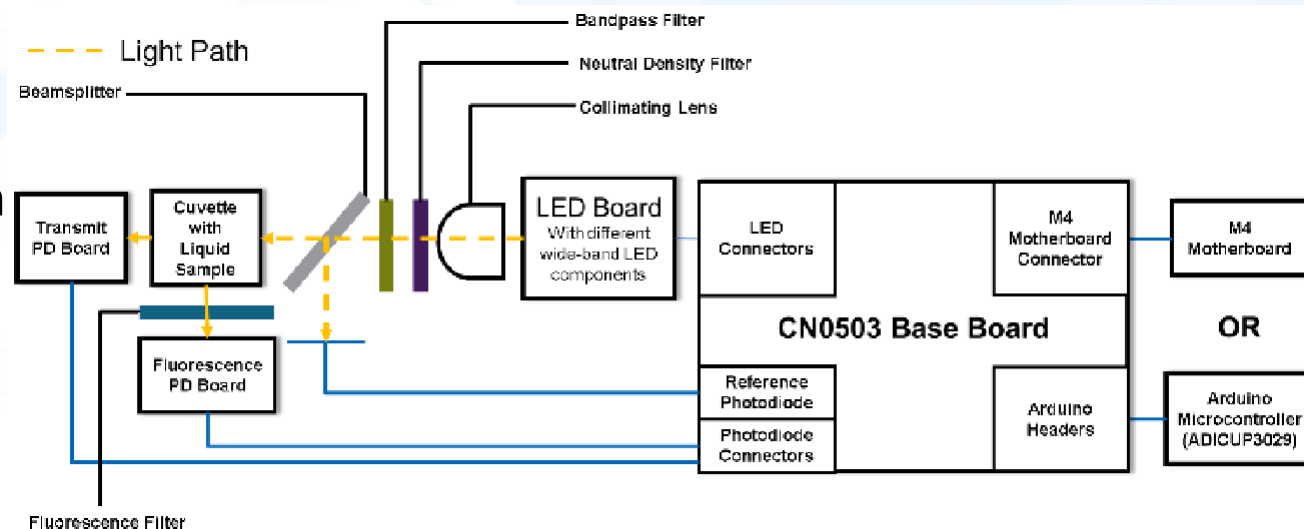 Bandpass Filter
Light Path
Neutral Density Filter
Beamsplitter
Collimating Lens
Transmit
PD Board
Cuvette
with
Liquid
Sample
LED Board
With different
wide-band LED
components
LED
Connectors
M4
Motherboard
Connector
M4
Motherboard
CN0503 Base Board
OR
Fluorescence
PD Board
Reference
Photodiode
Photodiode
Connectors
Arduino
Headers
Arduino
Microcontroller
(ADICUP3029)
Fluorescence Filter